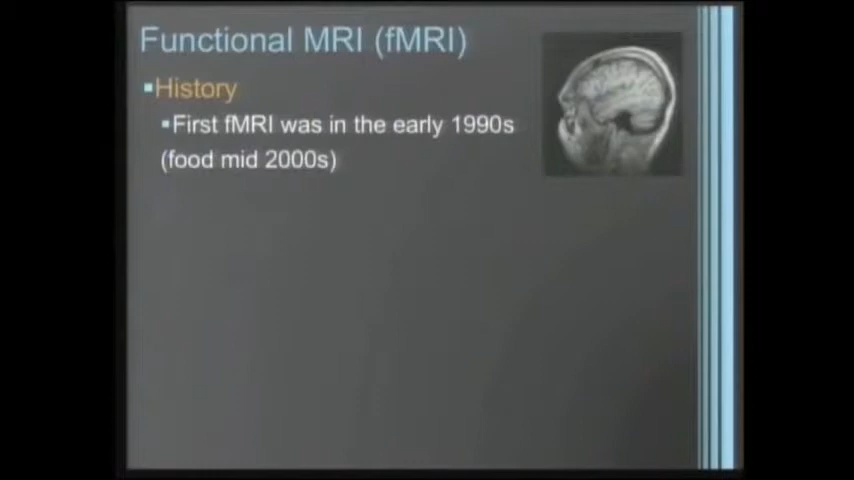 Functional MRI (fMRI)
▪History
▪First fMRI was in the early 1990s
(food mid 2000s)